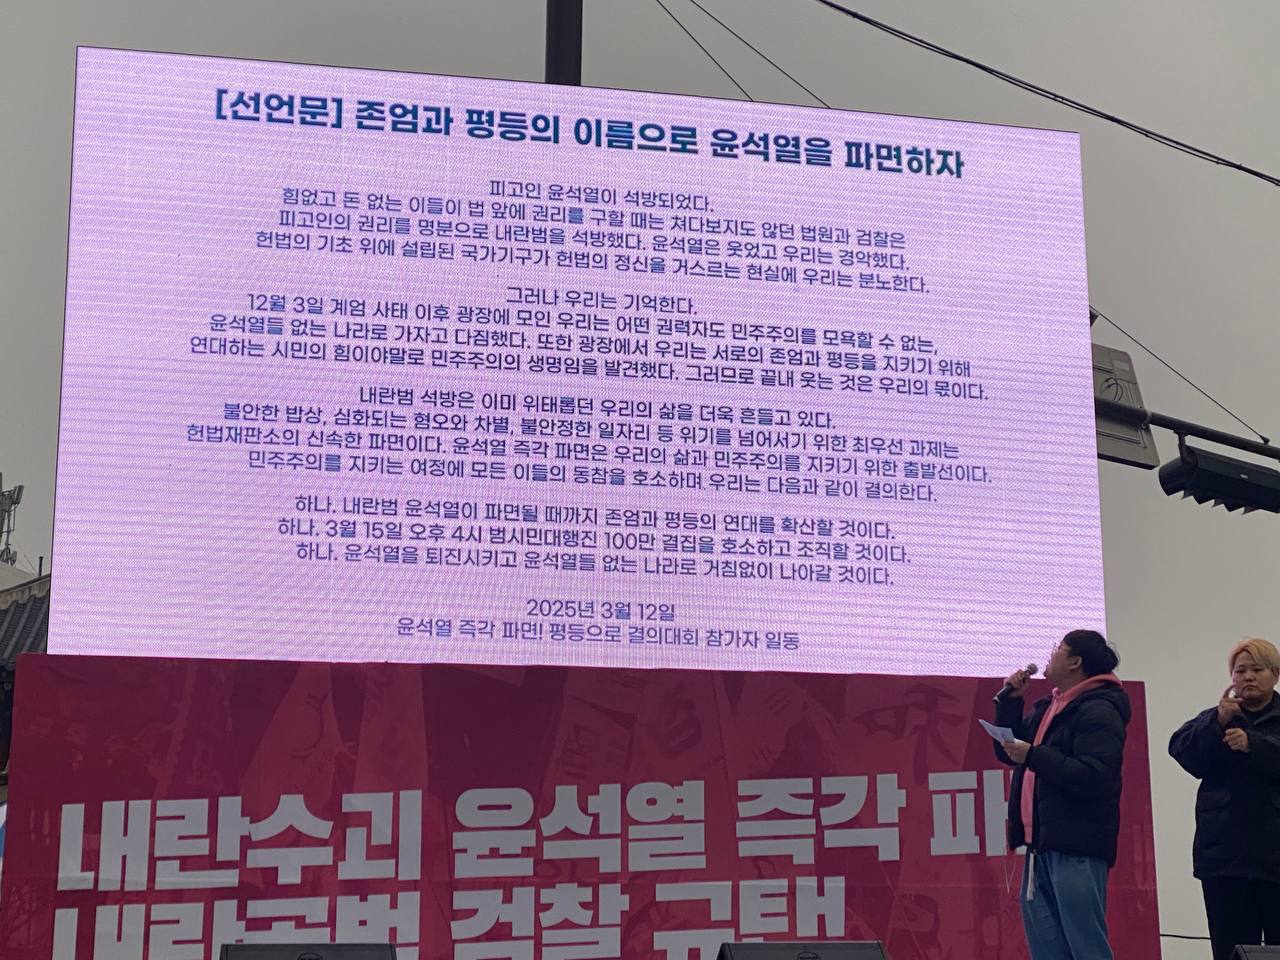 [선언문] 존엄과 평등의 이름으로 윤석열을 파면하자
피고인 윤석열이 석방되었다.
힘없고 돈 없는 이들이 법 앞에 권리를 구할 때는 쳐다보지도 않던 법원과 검찰은
피고인의 권리를 명분으로 내란범을 석방했다. 윤석열은 웃었고 우리는 경악했다.
헌법의 기초 위에 설립된 국가기구가 헌법의 정신을 거스르는 현실에 우리는 분노한다.
그러나 우리는 기억한다.
12월 3일 계엄 사태 이후 광장에 모인 우리는 어떤 권력자도 민주주의를 모욕할 수 없는,
윤석열들 없는 나라로 가자고 다짐했다. 또한 광장에서 우리는 서로의 존엄과 평등을 지키기 위해
연대하는 시민의 힘이야말로 민주주의의 생명임을 발견했다. 그러므로 끝내 웃는 것은 우리의 몫이다.
내란범 석방은 이미 위태롭던 우리의 삶을 더욱 흔들고 있다.
불안한 밥상, 심화되는 혐오와 차별, 불안정한 일자리 등 위기를 넘어서기 위한 최우선 과제는
헌법재판소의 신속한 파면이다. 윤석열 즉각 파면은 우리의 삶과 민주주의를 지키기 위한 출발선이다.
민주주의를 지키는 여정에 모든 이들의 동참을 호소하며 우리는 다음과 같이 결의한다.
하나. 내란범 윤석열이 파면될 때까지 존엄과 평등의 연대를 확산할 것이다.
하나. 3월 15일 오후 4시 범시민대행진 100만 결집을 호소하고 조직할 것이다.
하나. 윤석열을 퇴진시키고 윤석열들 없는 나라로 거침없이 나아갈 것이다.
2025년 3월 12일
윤석열 즉각 파면! 평등으로 결의대회 참가자 일동
내란수괴 윤석열 즉각 파
내란공범 검찰 규탄